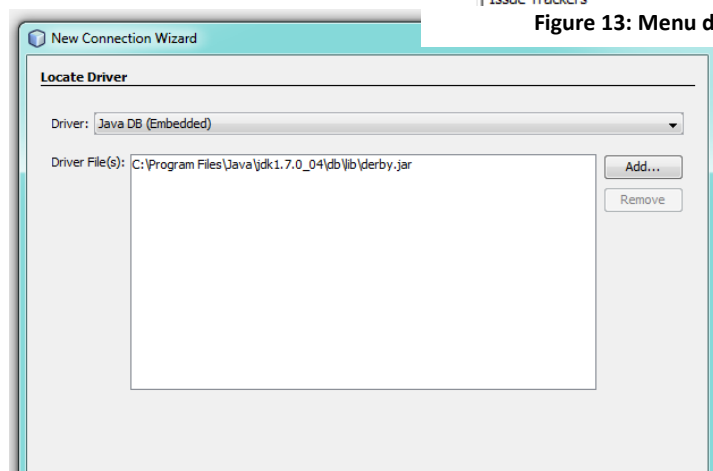 Issue Trackers
Figure 13: Menu d
New Connection Wizard
Locate Driver
Driver: Java DB (Embedded)
Driver File(s): C:\Program Files\Java\jdk1.7.0_04\db\lib\derby.jar
Add...
Remove